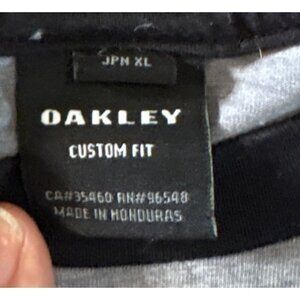 JPN XL
OAKLEY
CUSTOM FIT
CA#35460 RN#96548
MADE IN HONDURAS